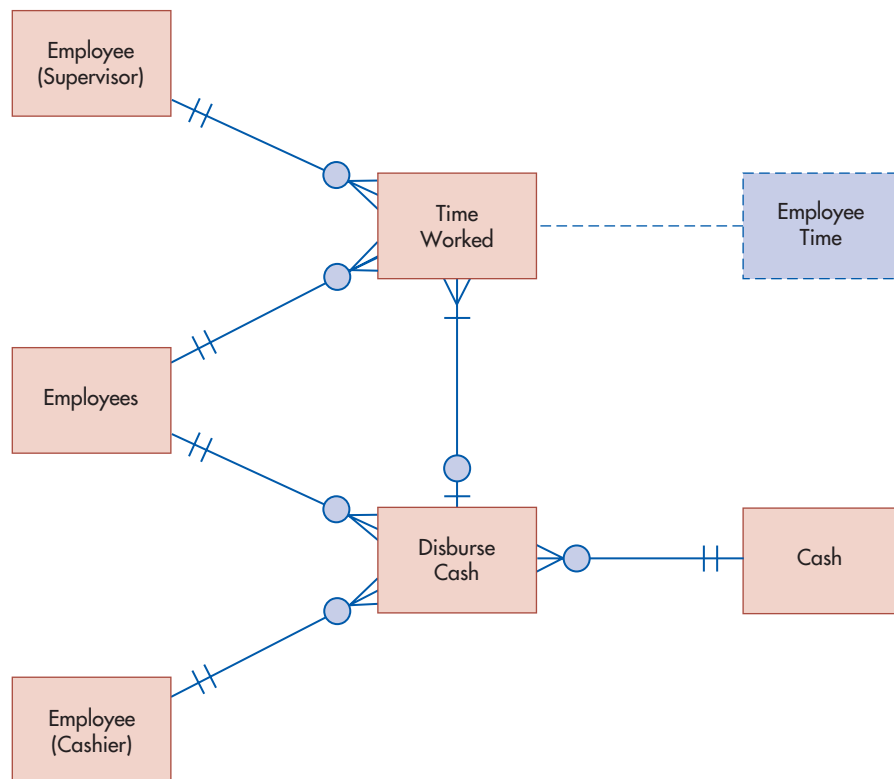 Employee
(Supervisor)
Time
Worked
Employee
Time
Employees
Disburse
Cash
Cash
Employee
(Cashier)